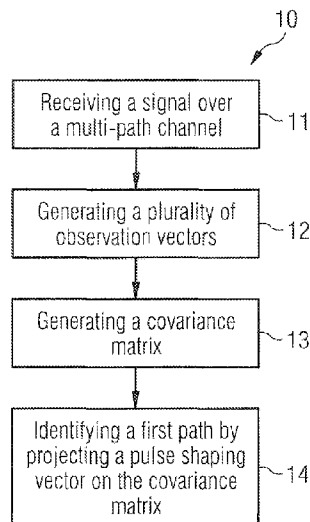 10
Receiving a signal over
a multi-path channel
11
Generating a plurality of
observation vectors
12
Generating a covariance
matrix
13
Identifying a first path by
projecting a pulse shaping
vector on the covariance
matrix
14